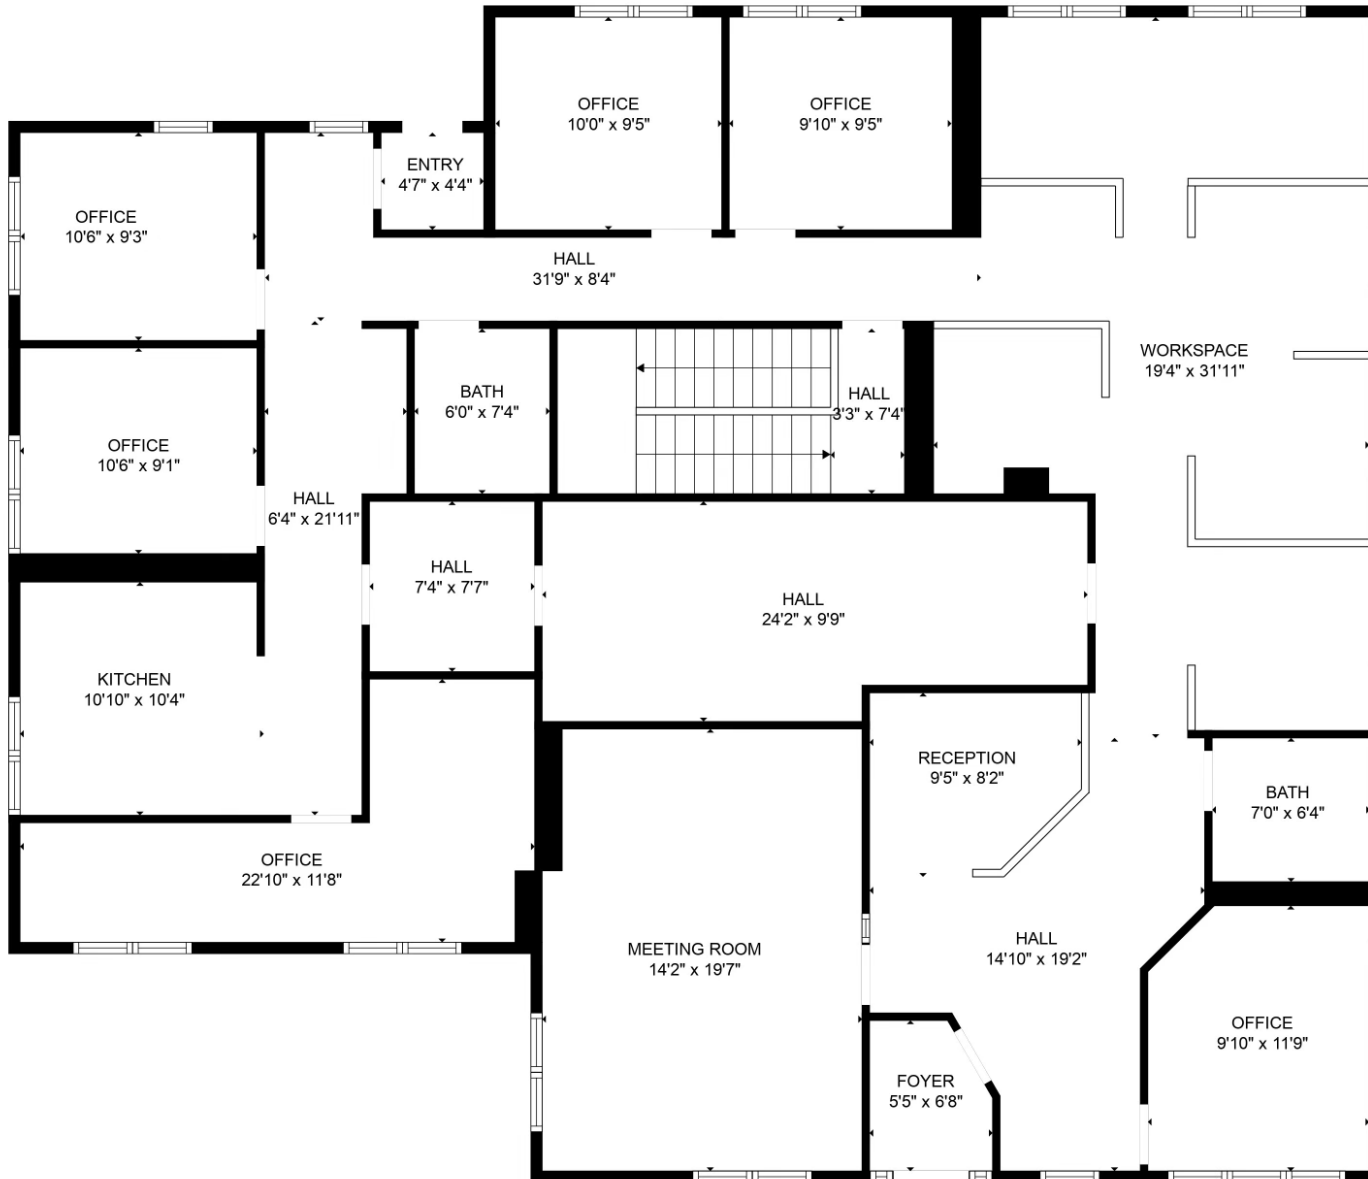 OFFICE
10'0" x 9'5"
OFFICE
9'10" x 9'5"
ENTRY
4'7" x 4'4"
OFFICE
10'6" x 9'3"
HALL
31'9" x 8'4"
WORKSPACE
19'4" x 31'11"
BATH
6'0" x 7'4"
HALL
3'3" x 7'4"
OFFICE
10'6" x 9'1"
HALL
6'4" x 21'11"
HALL
7'4" x 7'7"
HALL
24'2" x 9'9"
KITCHEN
10'10" x 10'4"
RECEPTION
9'5" x 8'2"
BATH
7'0" x 6'4"
OFFICE
22'10" x 11'8"
MEETING ROOM
14'2" x 19'7"
HALL
14'10" x 19'2"
OFFICE
9'10" x 11'9"
FOYER
5'5" x 6'8"